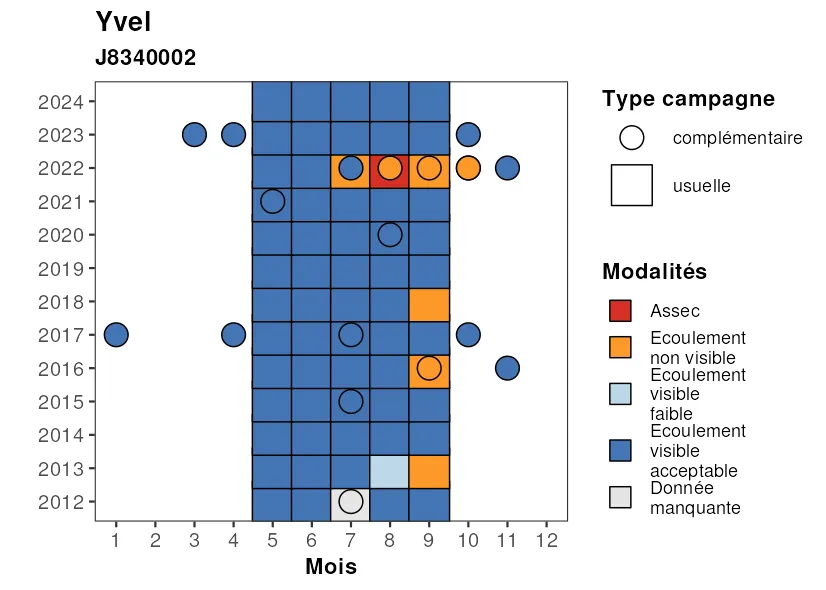 Yvel
J8340002
2024
2023
2022
2021
2020
2019
2018
2017
2016
2015
2014
2013
2012
1 2 3 4 5 6 7 8 9 10 11 12
Mois
Type campagne
complémentaire
usuelle
Modalités
Assec
Ecoulement
non visible
Ecoulement
visible
faible
Ecoulement
visible
acceptable
Donnée
manquante